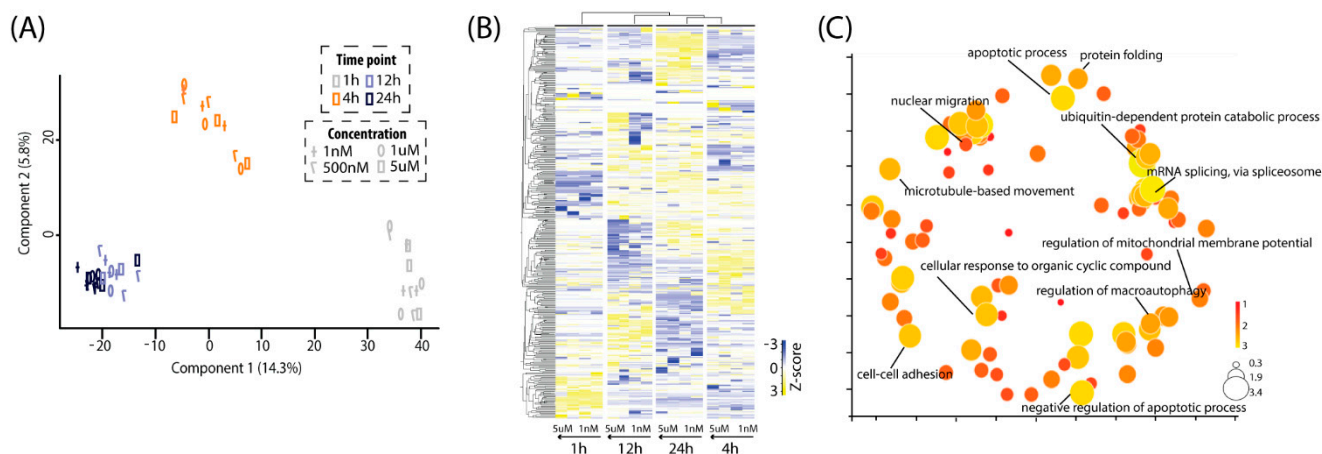 (A)
Time point
1h 12h
4h 24h
Concentration
1nM 1uM
500nM 5uM
Component 2 (5.8%)
20
0
−20 −10 0 10 20 30 40
Component 1 (14.3%)
(B)
-3
0
3
Z-score
5uM 1nM 5uM 1nM 5uM 1nM 5uM 1nM
1h 12h 24h 4h
(C)
apoptotic process
protein folding
nuclear migration
ubiquitin-dependent protein catabolic process
mRNA splicing, via spliceosome
microtubule-based movement
regulation of mitochondrial membrane potential
cellular response to organic cyclic compound
regulation of macroautophagy
1
2
3
0.3
1.9
3.4
cell-cell adhesion
negative regulation of apoptotic process